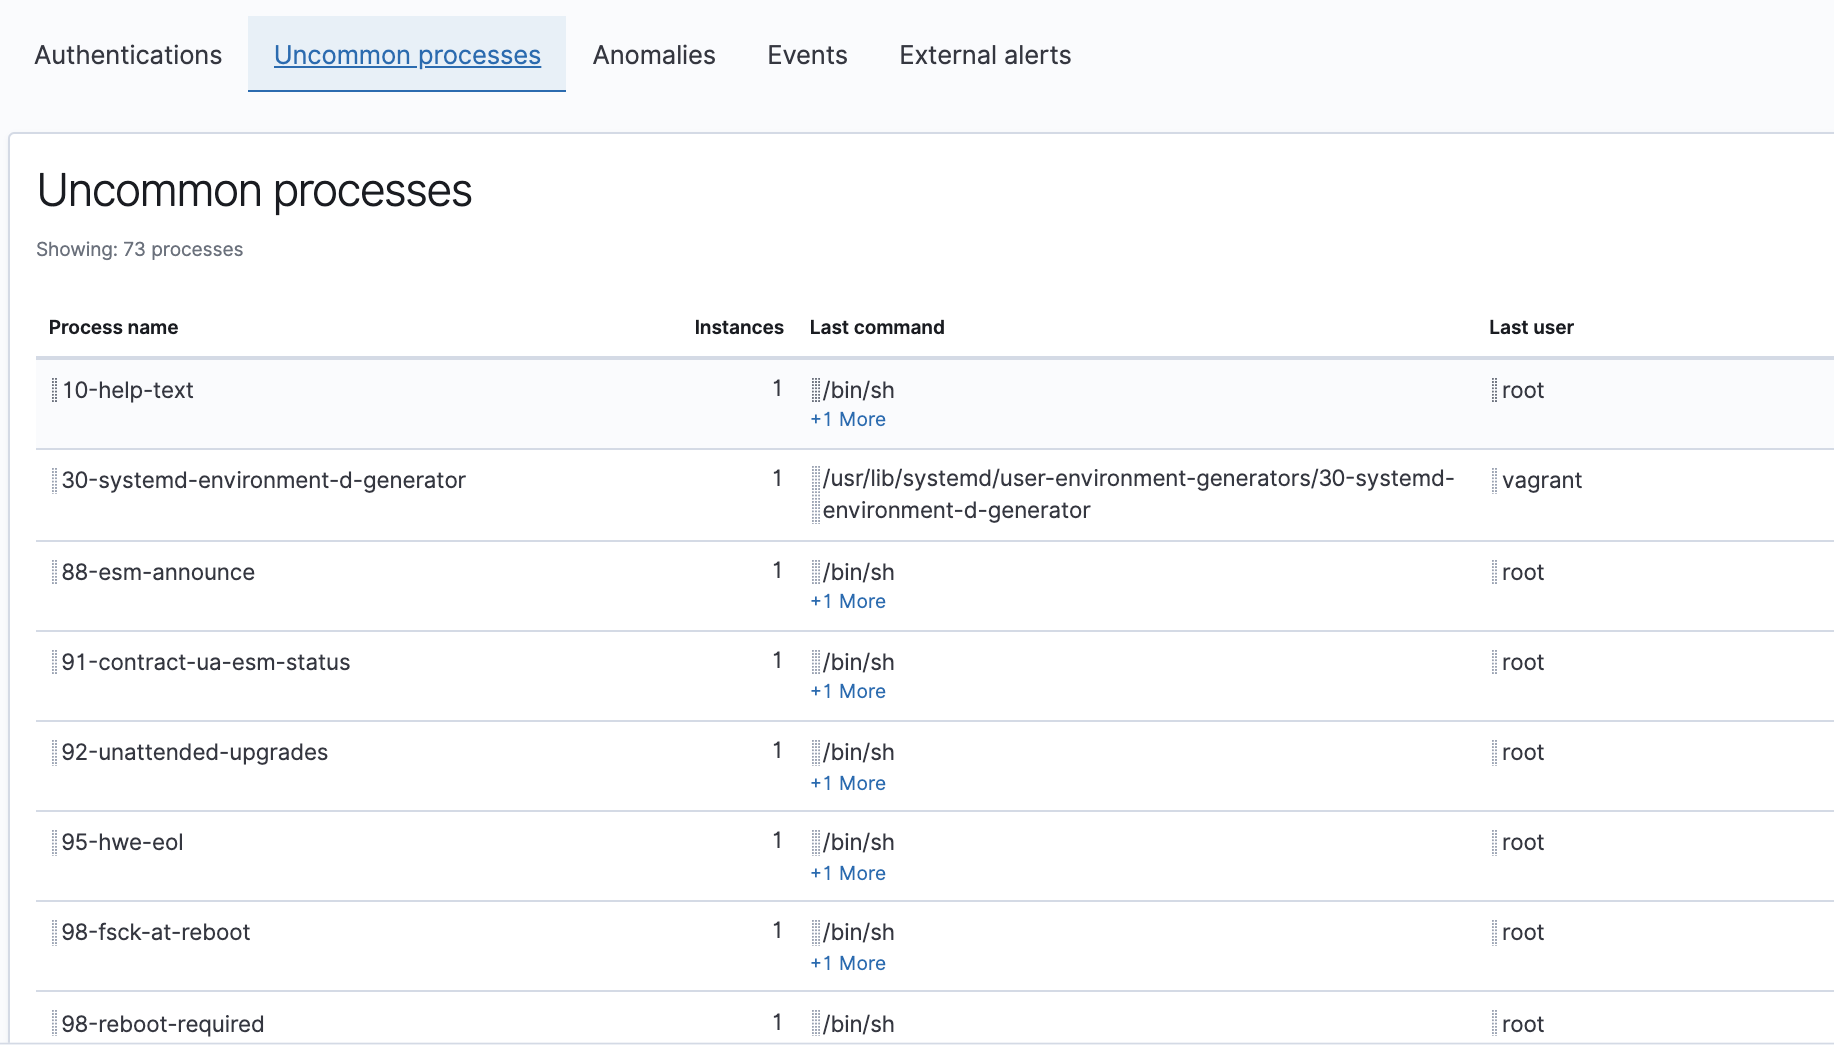 Authentications Uncommon processes Anomalies Events External alerts
Uncommon processes
Showing: 73 processes
Process name Instances Last command Last user
10-help-text 1 /bin/sh root
+1 More
30-systemd-environment-d-generator 1 /usr/lib/systemd/user-environment-generators/30-systemd- vagrant
environment-d-generator
88-esm-announce 1 /bin/sh root
+1 More
91-contract-ua-esm-status 1 /bin/sh root
+1 More
92-unattended-upgrades 1 /bin/sh root
+1 More
95-hwe-eol 1 /bin/sh root
+1 More
98-fsck-at-reboot 1 /bin/sh root
+1 More
98-reboot-required 1 /bin/sh root